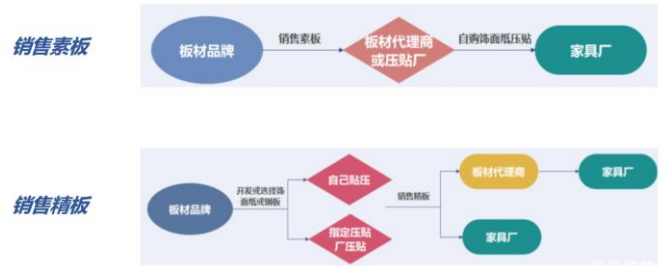 销售素板
板材品牌
销售素板
板材代理商
或压贴厂
自购饰面纸压贴
家具厂
销售精板
板材品牌
开发或选择饰
面纸或钢板
自己贴压
指定压贴
厂压贴
销售精板
板材代理商
家具厂
家具厂